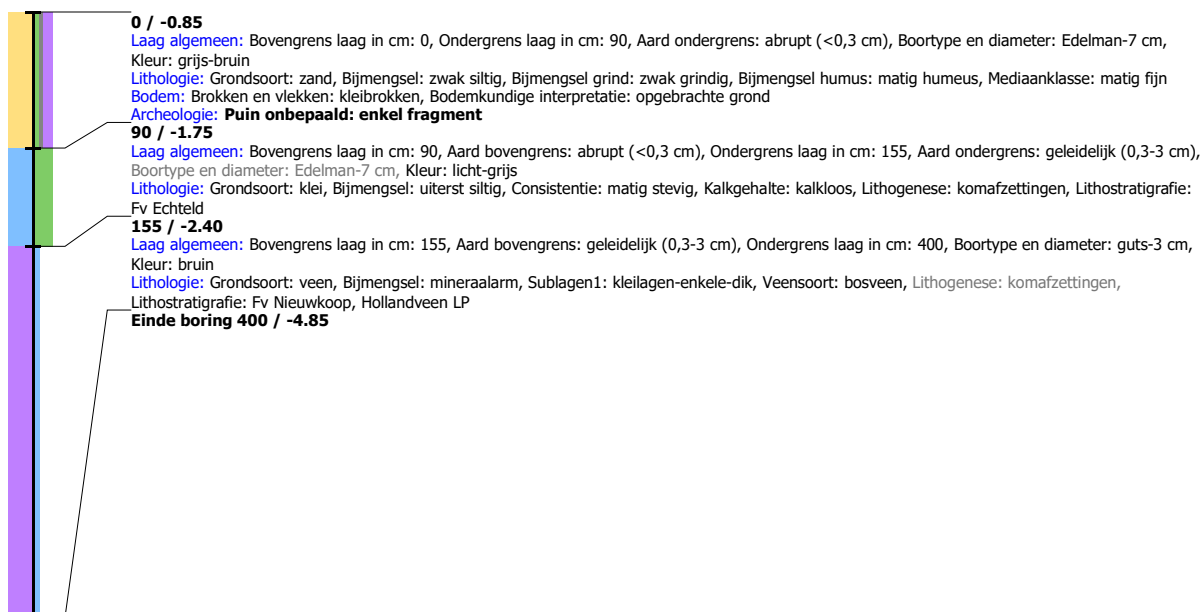 0 / -0.85
Laag algemeen: Bovengrens laag in cm: 0, Ondergrens laag in cm: 90, Aard ondergrens: abrupt (<0,3 cm), Boortype en diameter: Edelman-7 cm,
Kleur: grijs-bruin
Lithologie: Grondsoort: zand, Bijmengsel: zwak siltig, Bijmengsel grind: zwak grindig, Bijmengsel humus: matig humeus, Mediaanklasse: matig fijn
Bodem: Brokken en vlekken: kleibrokken, Bodemkundige interpretatie: opgebrachte grond
Archeologie: Puin onbepaald: enkel fragment
90 / -1.75
Laag algemeen: Bovengrens laag in cm: 90, Aard bovengrens: abrupt (<0,3 cm), Ondergrens laag in cm: 155, Aard ondergrens: geleidelijk (0,3-3 cm),
Boortype en diameter: Edelman-7 cm, Kleur: licht-grijs
Lithologie: Grondsoort: klei, Bijmengsel: uiterst siltig, Consistentie: matig stevig, Kalkgehalte: kalkloos, Lithogenese: komafzettingen, Lithostratigrafie:
Fv Echteld
155 / -2.40
Laag algemeen: Bovengrens laag in cm: 155, Aard bovengrens: geleidelijk (0,3-3 cm), Ondergrens laag in cm: 400, Boortype en diameter: guts-3 cm,
Kleur: bruin
Lithologie: Grondsoort: veen, Bijmengsel: mineraalarm, Sublagen1: kleilagen-enkele-dik, Veensoort: bosveen, Lithogenese: komafzettingen,
Lithostratigrafie: Fv Nieuwkoop, Hollandveen LP
Einde boring 400 / -4.85